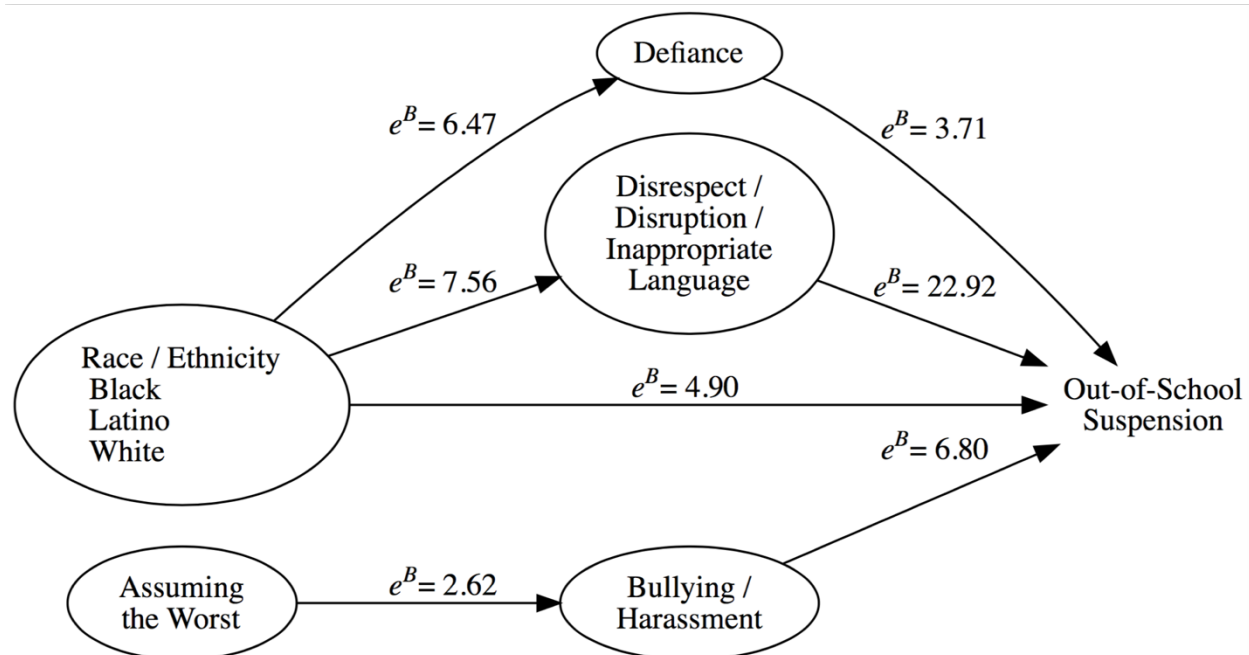 Defiance
e^B = 6.47
e^B = 3.71
Disrespect /
Disruption /
Inappropriate
Language
e^B = 7.56
e^B = 22.92
Race / Ethnicity
Black
Latino
White
e^B = 4.90
Out-of-School
Suspension
e^B = 6.80
Assuming
the Worst
e^B = 2.62
Bullying /
Harassment